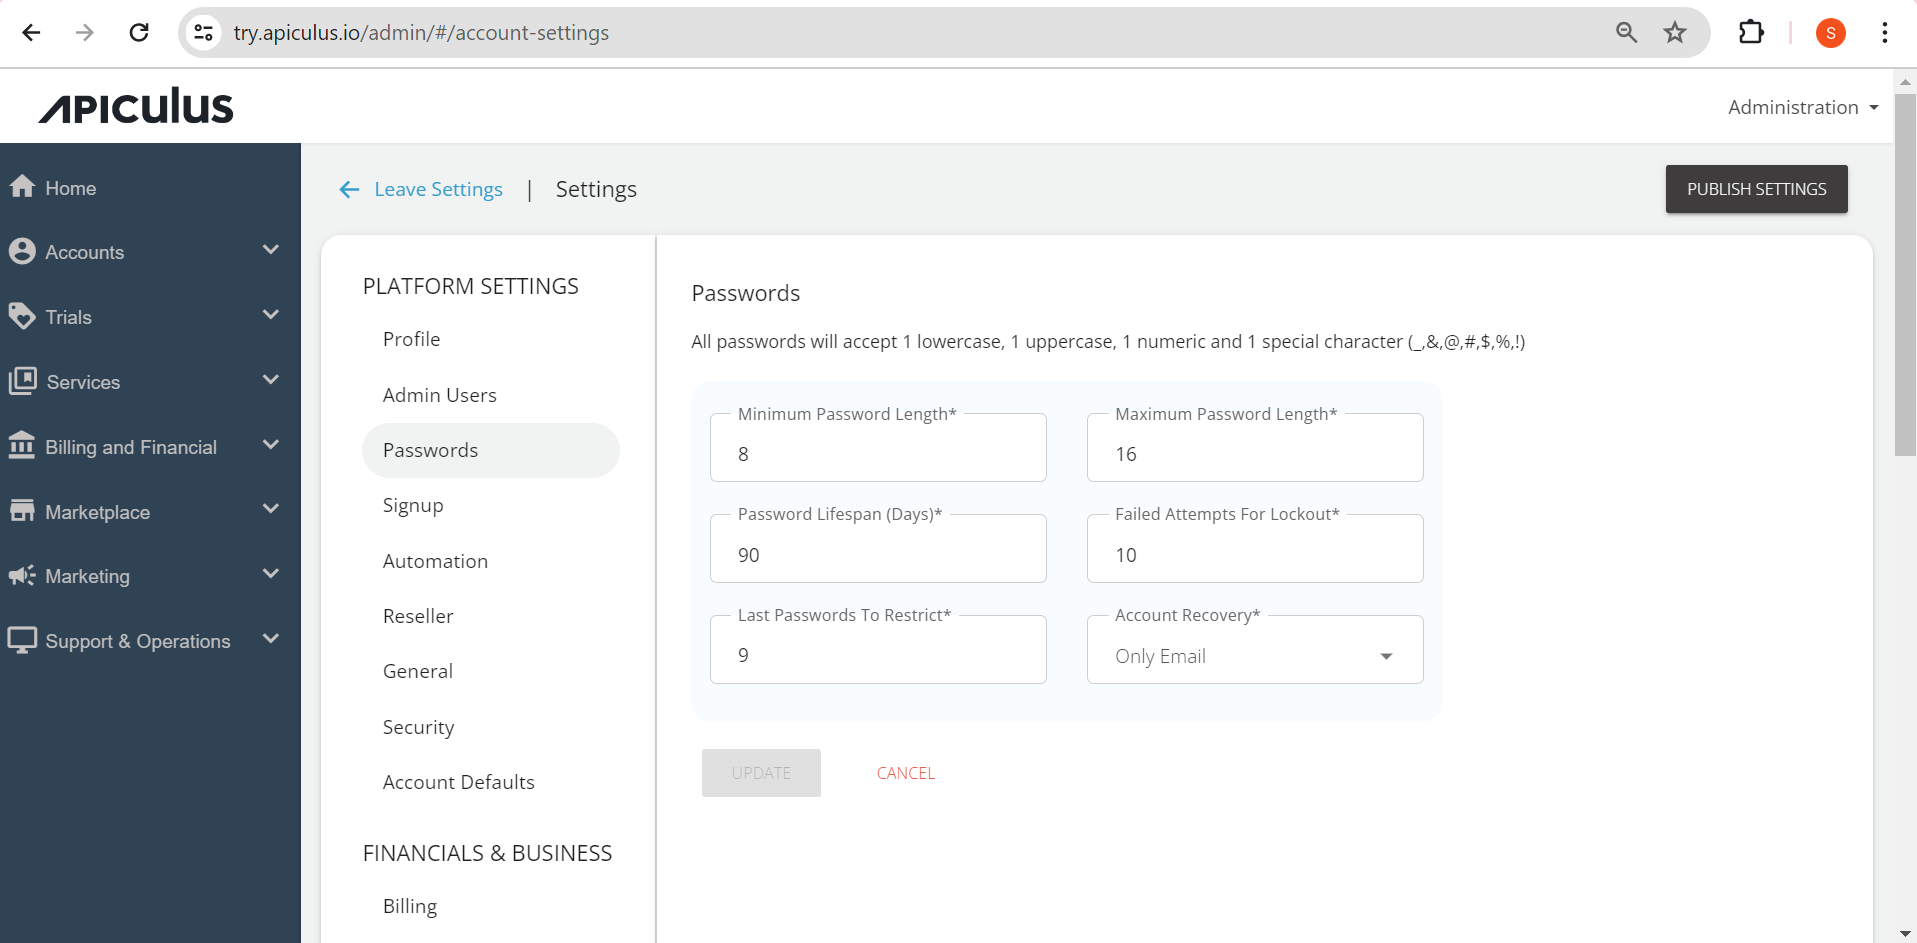 try.apiculus.io/admin/#/account-settings
S
APICULUS
Administration
Home
Accounts
Trials
Services
Billing and Financial
Marketplace
Marketing
Support & Operations
Leave Settings | Settings
PUBLISH SETTINGS
PLATFORM SETTINGS
Profile
Admin Users
Passwords
Signup
Automation
Reseller
General
Security
Account Defaults
FINANCIALS & BUSINESS
Billing
Passwords
All passwords will accept 1 lowercase, 1 uppercase, 1 numeric and 1 special character (_,&,@,#,$,%,!)
Minimum Password Length*
8
Maximum Password Length*
16
Password Lifespan (Days)*
90
Failed Attempts For Lockout*
10
Last Passwords To Restrict*
9
Account Recovery*
Only Email
UPDATE
CANCEL